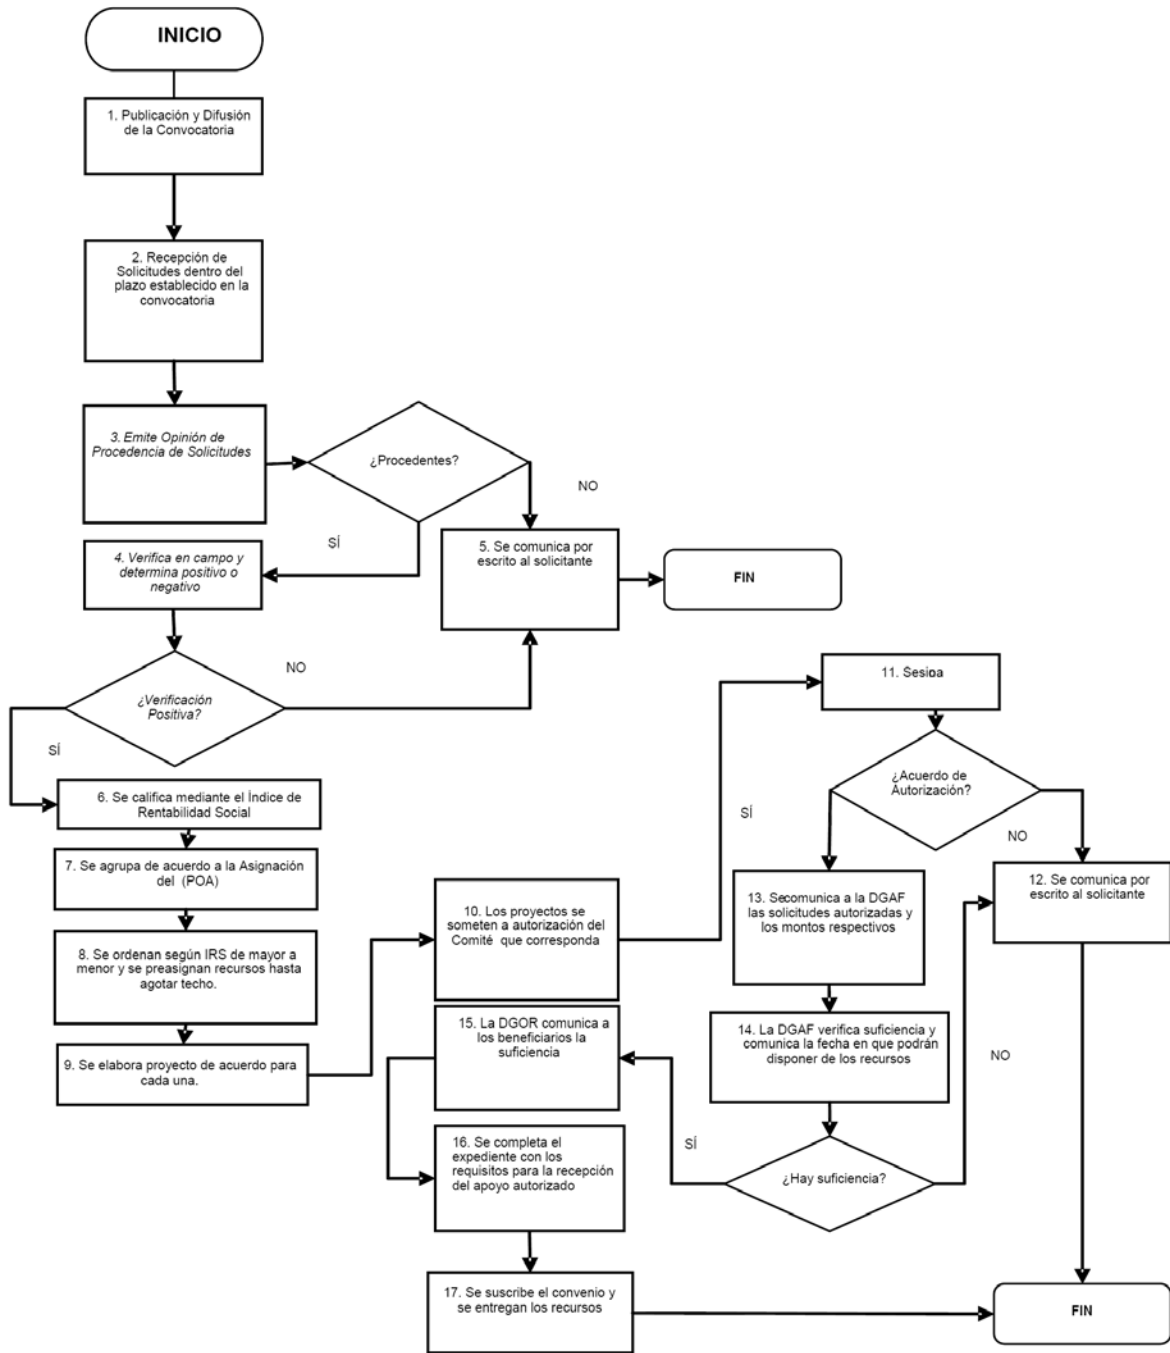 INICIO
1. Publicación y Difusión
de la Convocatoria
2. Recepción de
Solicitudes dentro del
plazo establecido en la
convocatoria
3. Emite Opinión de
Procedencia de Solicitudes
¿Procedentes?
NO
SÍ
4. Verifica en campo y
determina positivo o
negativo
5. Se comunica por
escrito al solicitante
FIN
¿Verificación
Positiva?
NO
SÍ
6. Se califica mediante el Índice de
Rentabilidad Social
7. Se agrupa de acuerdo a la Asignación
del (POA)
8. Se ordenan según IRS de mayor a
menor y se preasignan recursos hasta
agotar techo.
9. Se elabora proyecto de acuerdo para
cada una.
10. Los proyectos se
someten a autorización del
Comité que corresponda
11. Sesioa
¿Acuerdo de
Autorización?
SÍ
NO
12. Se comunica por
escrito al solicitante
13. Secomunica a la DGAF
las solicitudes autorizadas y
los montos respectivos
14. La DGAF verifica suficiencia y
comunica la fecha en que podrán
disponer de los recursos
¿Hay suficiencia?
NO
SÍ
15. La DGOR comunica a
los beneficiarios la
suficiencia
16. Se completa el
expediente con los
requisitos para la recepción
del apoyo autorizado
17. Se suscribe el convenio y
se entregan los recursos
FIN